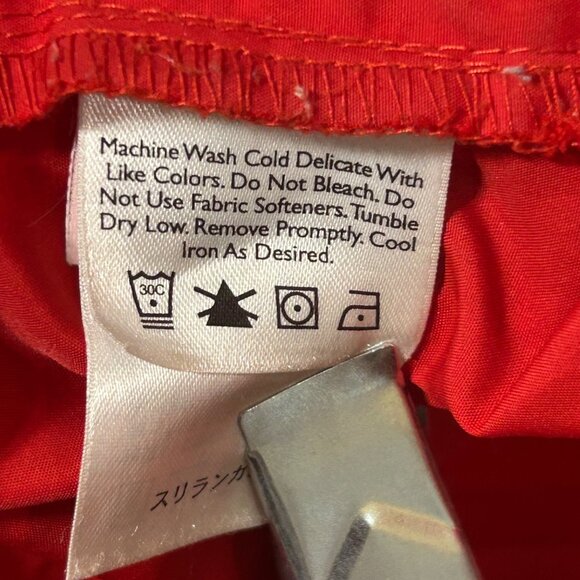 Machine Wash Cold Delicate With
Like Colors. Do Not Bleach. Do
Not Use Fabric Softeners. Tumble
Dry Low. Remove Promptly. Cool
Iron As Desired.
30C
スリランカ